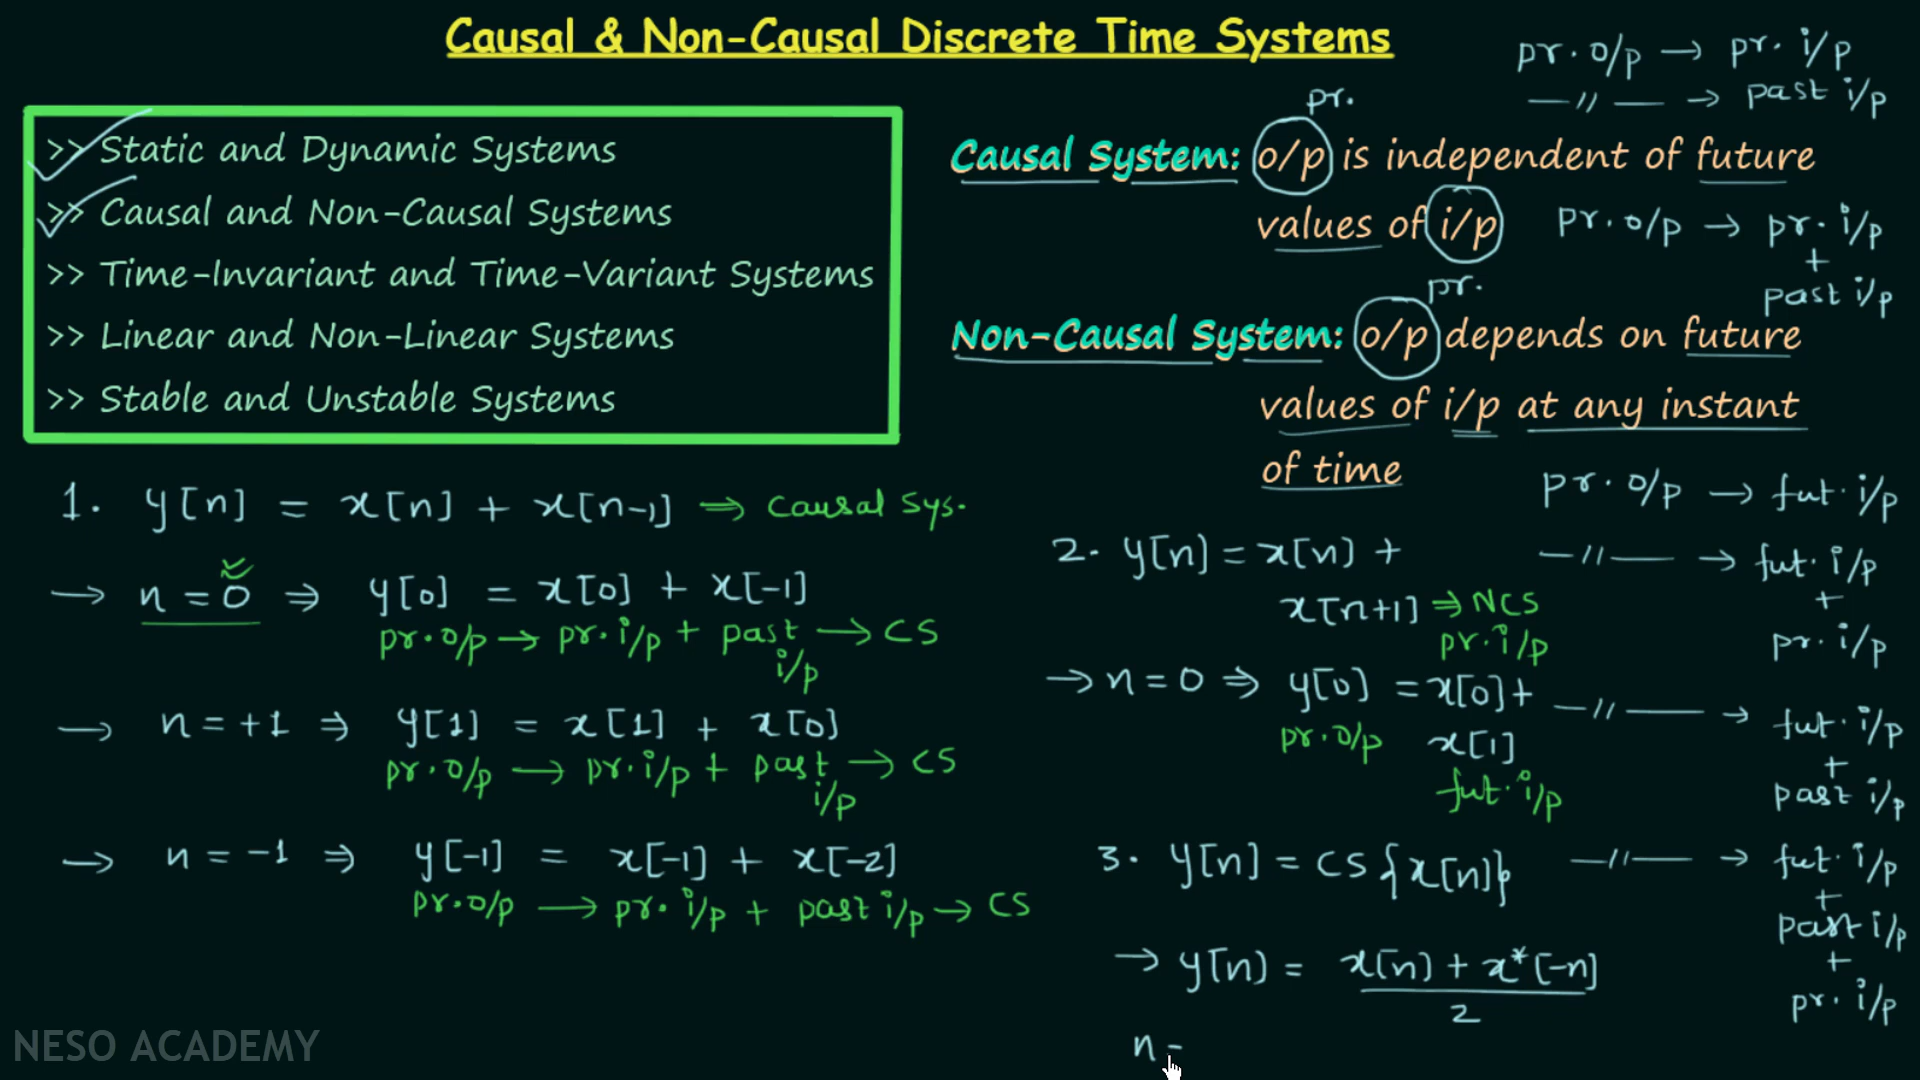 Causal & Non-Causal Discrete Time Systems
>> Static and Dynamic Systems
>> Causal and Non-Causal Systems
>> Time-Invariant and Time-Variant Systems
>> Linear and Non-Linear Systems
>> Stable and Unstable Systems
pr. o/p → pr. i/p
—〃— → past i/p
pr.
Causal System: o/p is independent of future
values of i/p
pr. o/p → pr. i/p
+
past i/p
pr.
Non-Causal System: o/p depends on future
values of i/p at any instant
of time
pr. o/p → fut. i/p
—〃— → fut. i/p
+
pr. i/p
—〃— → fut. i/p
+
past i/p
—〃— → fut. i/p
+
past i/p
+
pr. i/p
1. y[n] = x[n] + x[n-1] ⇒ Causal Sys.
→ n = 0 ⇒ y[0] = x[0] + x[-1]
pr. o/p → pr. i/p + past i/p → CS
→ n = +1 ⇒ y[1] = x[1] + x[0]
pr. o/p → pr. i/p + past i/p → CS
→ n = -1 ⇒ y[-1] = x[-1] + x[-2]
pr. o/p → pr. i/p + past i/p → CS
2. y[n] = x[n] +
x[n+1] ⇒ NCS
pr. i/p
→ n = 0 ⇒ y[0] = x[0] +
pr. o/p x[1]
fut. i/p
3. y[n] = CS {x[n]}
→ y[n] = x[n] + x*[-n]
2
n =
NESO ACADEMY